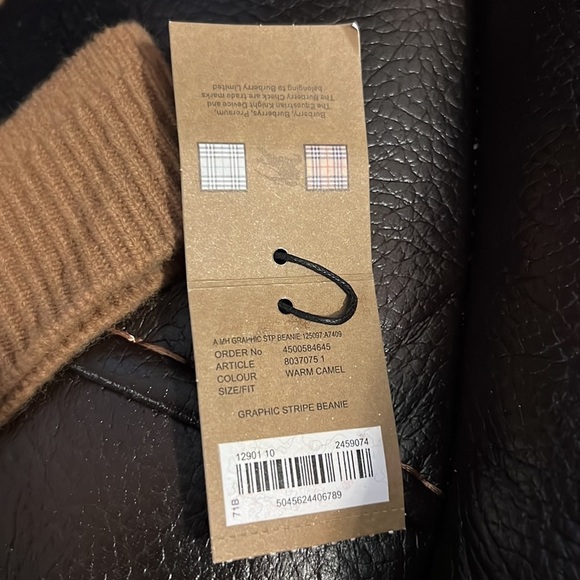 Burberry, Burberrys, Prorsum,
The Equestrian Knight Device and
The Burberry Check are trade marks
belonging to Burberry Limited
A MH GRAPHIC STP BEANIE:125097:A7409
ORDER No 4500584645
ARTICLE 8037075 1
COLOUR WARM CAMEL
SIZE/FIT
GRAPHIC STRIPE BEANIE
12901 10 2459074
71B
5045624406789